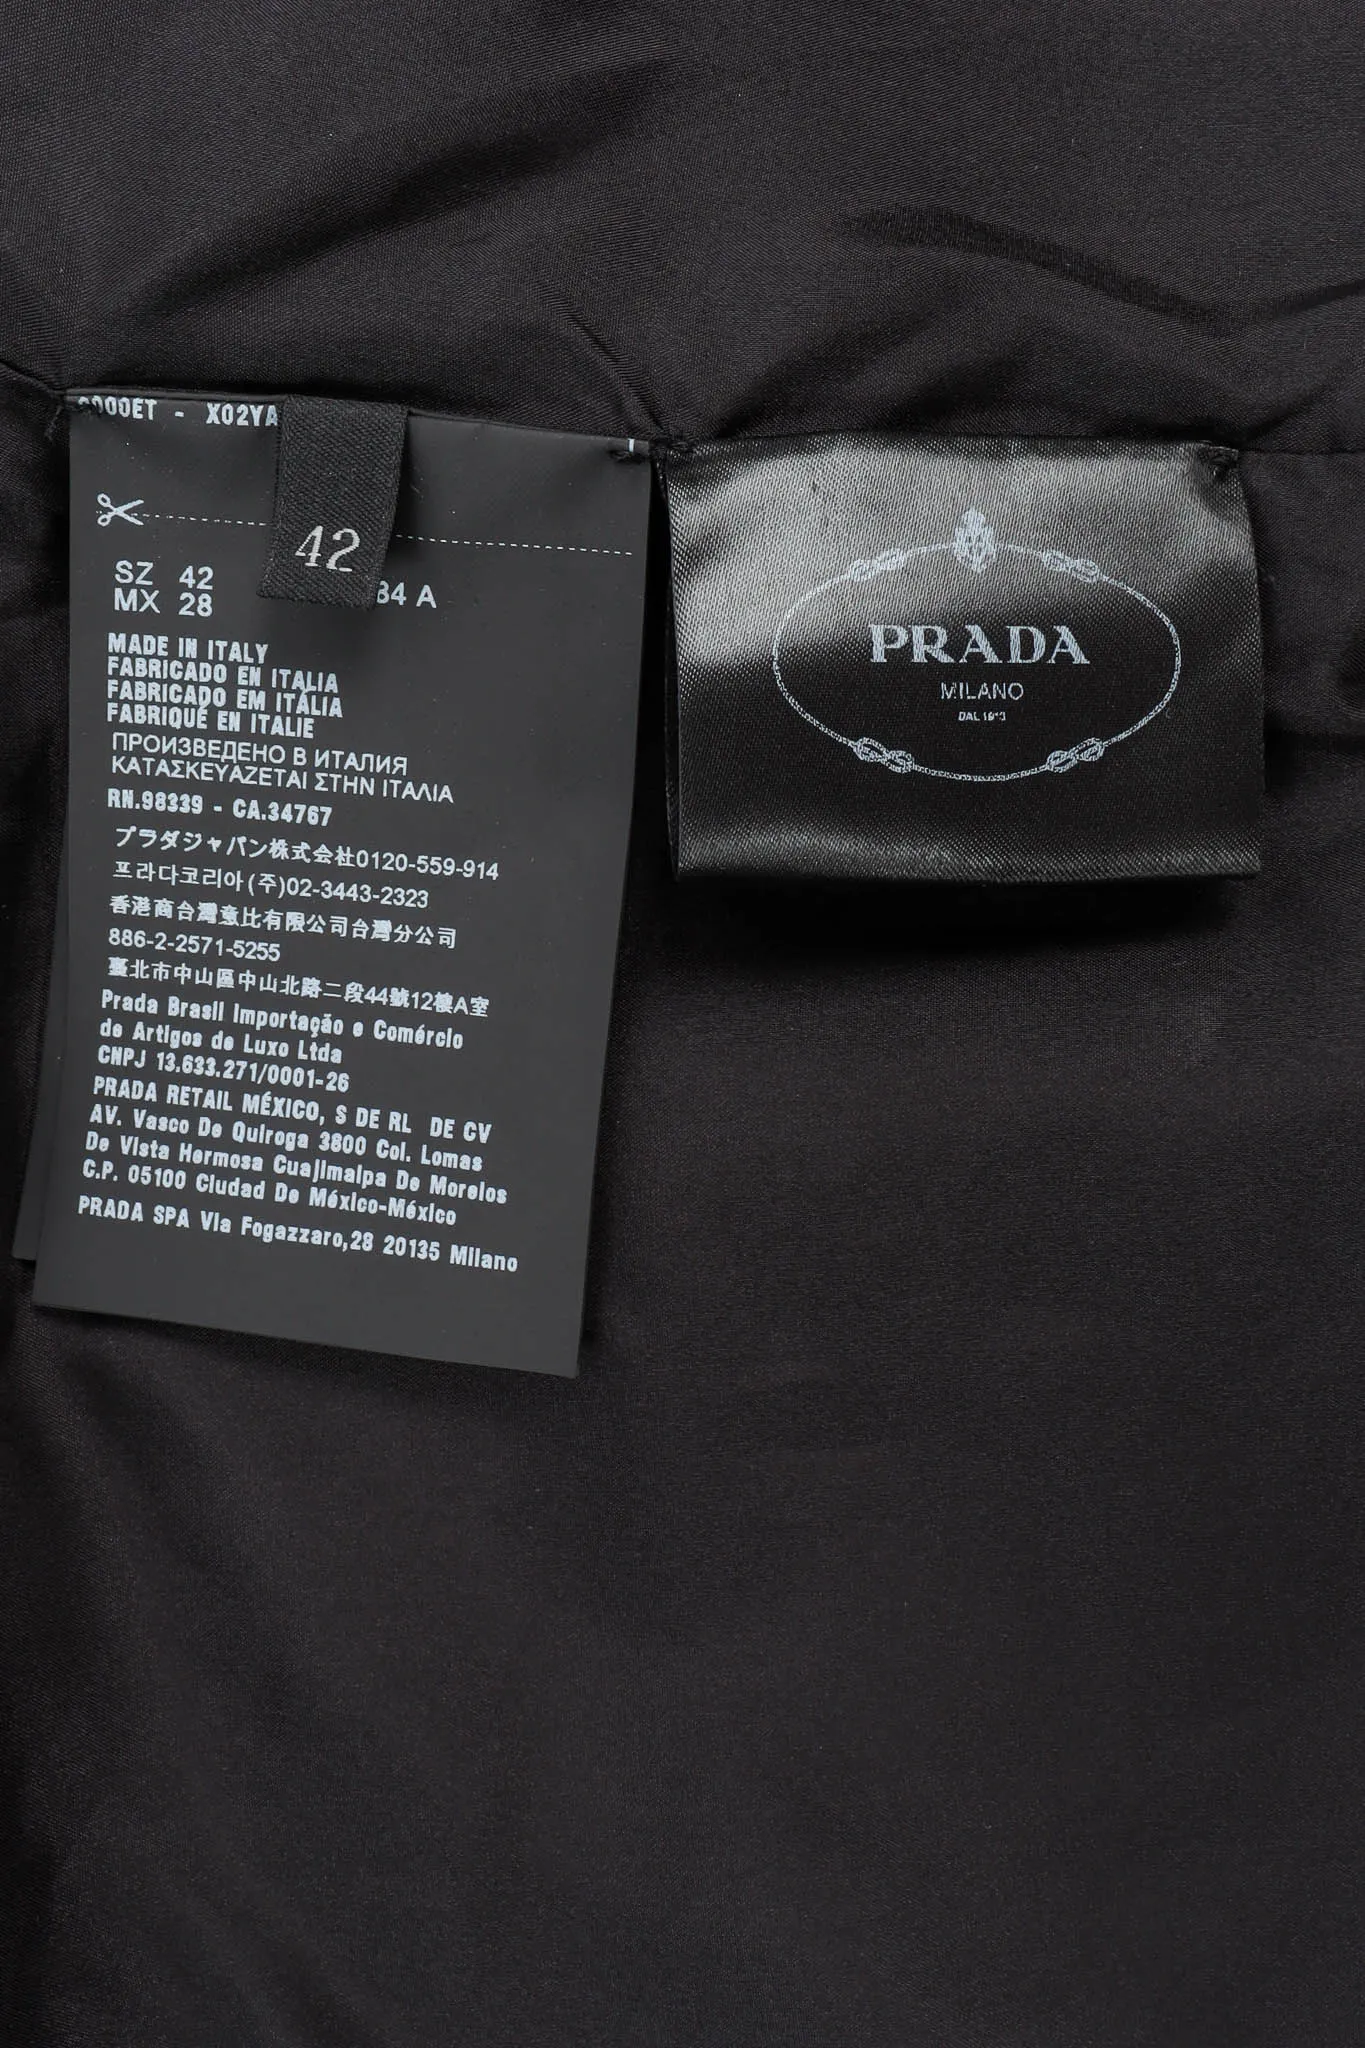 000ET - X02YA
42
SZ 42
MX 28
84 A
MADE IN ITALY
FABRICADO EN ITALIA
FABRICADO EM ITÁLIA
FABRIQUÉ EN ITALIE
ПРОИЗВЕДЕНО В ИТАЛИЯ
ΚΑΤΑΣΚΕΥΑΖΕΤΑΙ ΣΤΗΝ ΙΤΑΛΙΑ
RN.98339 - CA.34767
プラダジャパン株式会社0120-559-914
프라다코리아(주)02-3443-2323
香港商台灣意比有限公司台灣分公司
886-2-2571-5255
臺北市中山區中山北路二段44號12樓A室
Prada Brasil Importação e Comércio
de Artigos de Luxo Ltda
CNPJ 13.633.271/0001-26
PRADA RETAIL MÉXICO, S DE RL DE CV
AV. Vasco De Quiroga 3800 Col. Lomas
De Vista Hermosa Cuajimalpa De Morelos
C.P. 05100 Ciudad De México-México
PRADA SPA Via Fogazzaro,28 20135 Milano
PRADA
MILANO
DAL 1913